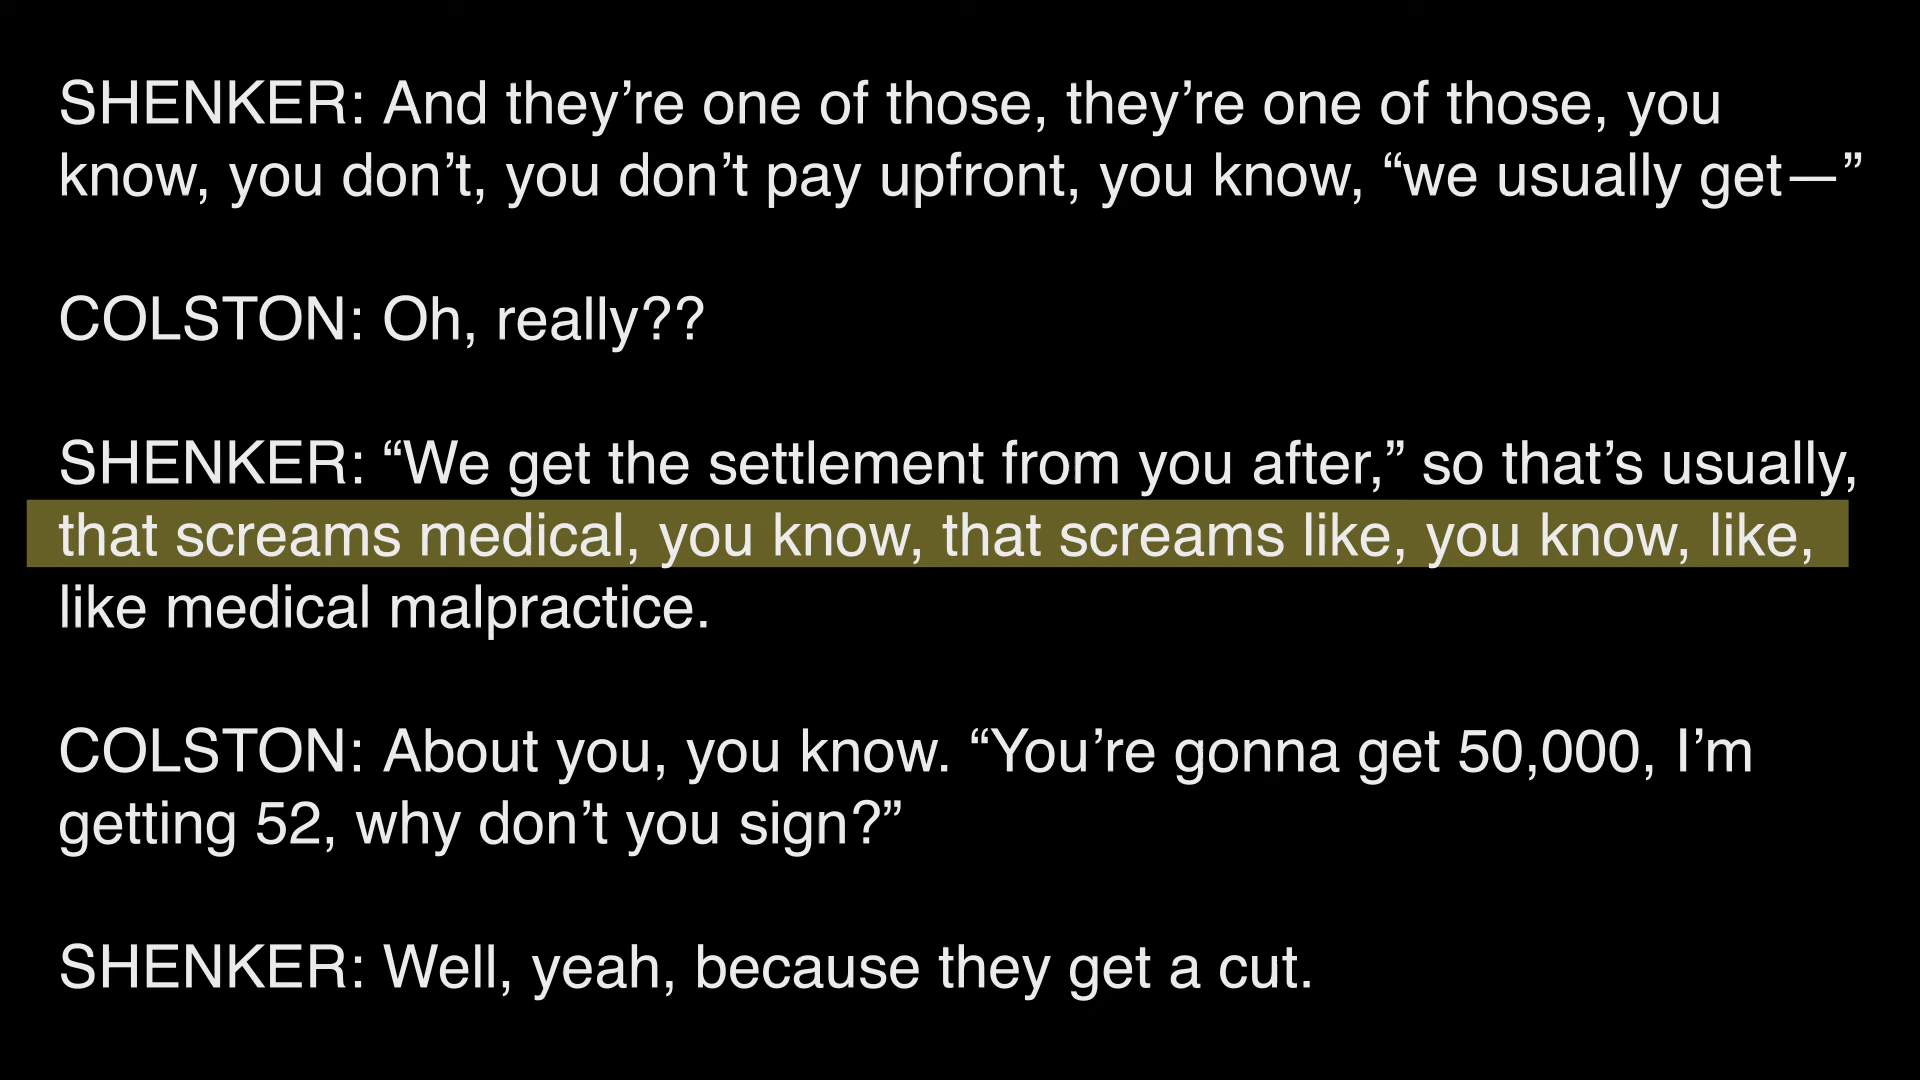 SHENKER: And they’re one of those, they’re one of those, you
know, you don’t, you don’t pay upfront, you know, “we usually get—”
COLSTON: Oh, really??
SHENKER: “We get the settlement from you after,” so that’s usually,
that screams medical, you know, that screams like, you know, like,
like medical malpractice.
COLSTON: About you, you know. “You’re gonna get 50,000, I’m
getting 52, why don’t you sign?”
SHENKER: Well, yeah, because they get a cut.